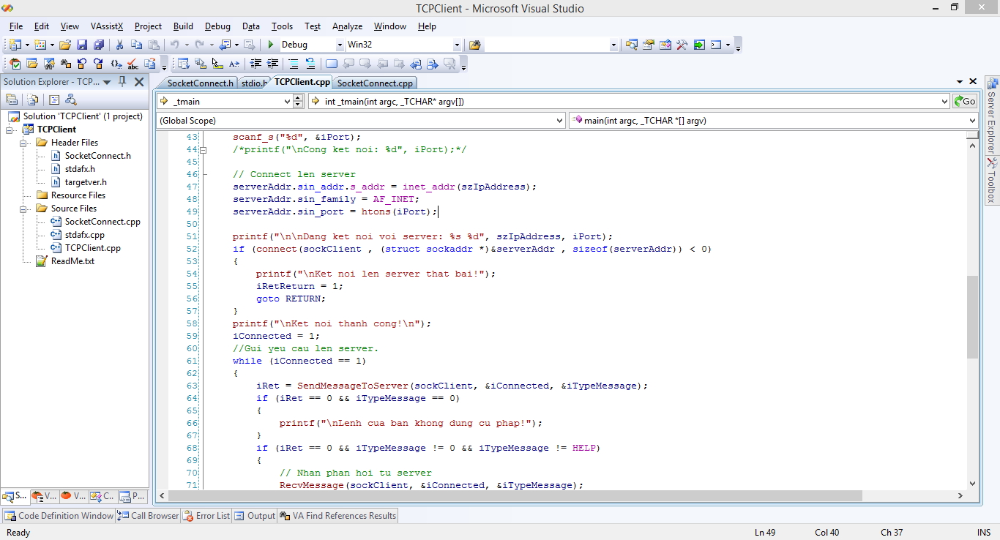 TCPClient - Microsoft Visual Studio
File Edit View VAssistX Project Build Debug Data Tools Test Analyze Window Help
Debug Win32
Solution Explorer - TCP...
SocketConnect.h stdio.h TCPClient.cpp SocketConnect.cpp
_tmain int _tmain(int argc, _TCHAR* argv[]) Go
(Global Scope) main(int argc, _TCHAR *[] argv)
Solution 'TCPClient' (1 project)
TCPClient
Header Files
SocketConnect.h
stdafx.h
targetver.h
Resource Files
Source Files
SocketConnect.cpp
stdafx.cpp
TCPClient.cpp
ReadMe.txt
43 scanf_s("%d", &iPort);
44 /*printf("\nCong ket noi: %d", iPort);*/
45
46 // Connect len server
47 serverAddr.sin_addr.s_addr = inet_addr(szIpAddress);
48 serverAddr.sin_family = AF_INET;
49 serverAddr.sin_port = htons(iPort);
50
51 printf("\n\nDang ket noi voi server: %s %d", szIpAddress, iPort);
52 if (connect(sockClient , (struct sockaddr *)&serverAddr , sizeof(serverAddr)) < 0)
53 {
54 printf("\nKet noi len server that bai!");
55 iRetReturn = 1;
56 goto RETURN;
57 }
58 printf("\nKet noi thanh cong!\n");
59 iConnected = 1;
60 //Gui yeu cau len server.
61 while (iConnected == 1)
62 {
63 iRet = SendMessageToServer(sockClient, &iConnected, &iTypeMessage);
64 if (iRet == 0 && iTypeMessage == 0)
65 {
66 printf("\nLenh cua ban khong dung cu phap!");
67 }
68 if (iRet == 0 && iTypeMessage != 0 && iTypeMessage != HELP)
69 {
70 // Nhan phan hoi tu server
71 RecvMessage(sockClient, &iConnected, &iTypeMessage);
Server Explorer
Toolbox
S... V... V... C... P...
Code Definition Window Call Browser Error List Output VA Find References Results
Ready Ln 49 Col 40 Ch 37 INS